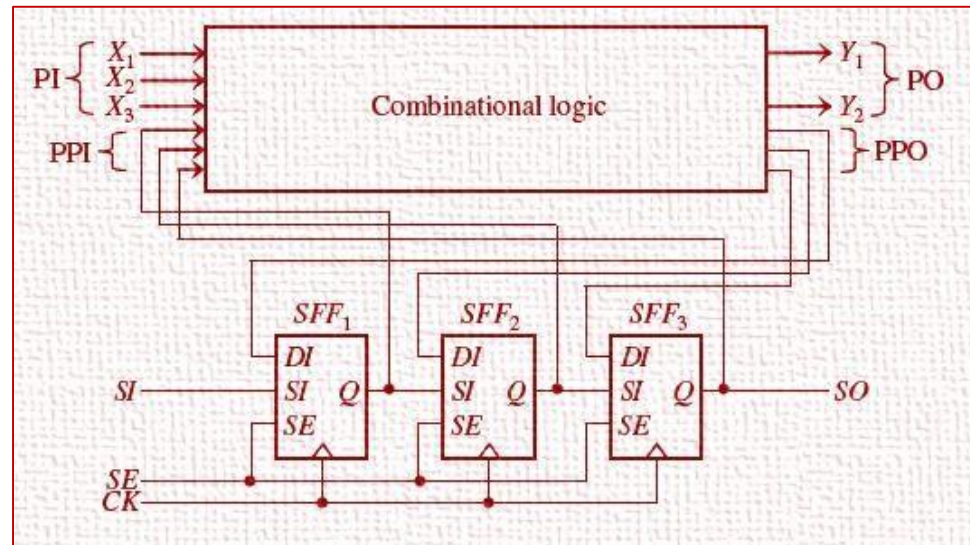 PI
X1
X2
X3
PPI
Combinational logic
Y1
Y2
PO
PPO
SFF1 SFF2 SFF3
DI DI DI
SI SI Q SI Q SI Q SO
SE SE SE
SE
CK